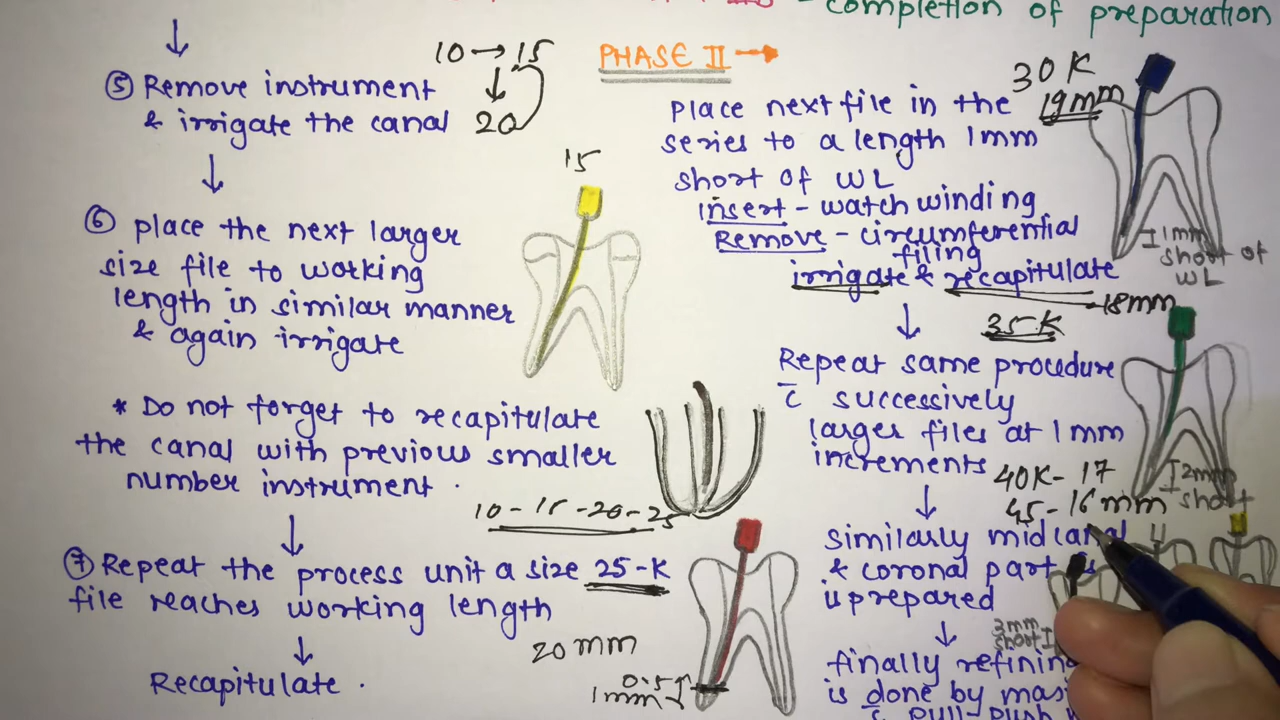 - completion of preparation
⑤ Remove instrument
& irrigate the canal
10 → 15
20
⑥ place the next larger
size file to working
length in similar manner
& again irrigate
15
* Do not forget to recapitulate
the canal with previous smaller
number instrument .
10 - 15 - 20 - 25
⑦ Repeat the process unit a size 25-K
file reaches working length
20 mm
0.5
1mm
Recapitulate .
PHASE II →
Place next file in the
series to a length 1mm
short of WL
insert - watch winding
Remove - circumferential
filing
irrigate & recapitulate
30 K
19mm
I 1mm
short of
WL
35-K
18mm
Repeat same procedure
c̄ successively
larger files at 1mm
increments
40K - 17
45 - 16mm
I 2mm
short
similarly mid canal
& coronal part is
is prepared
3mm
short I
finally refining
is done by mas
c̄ pull-push